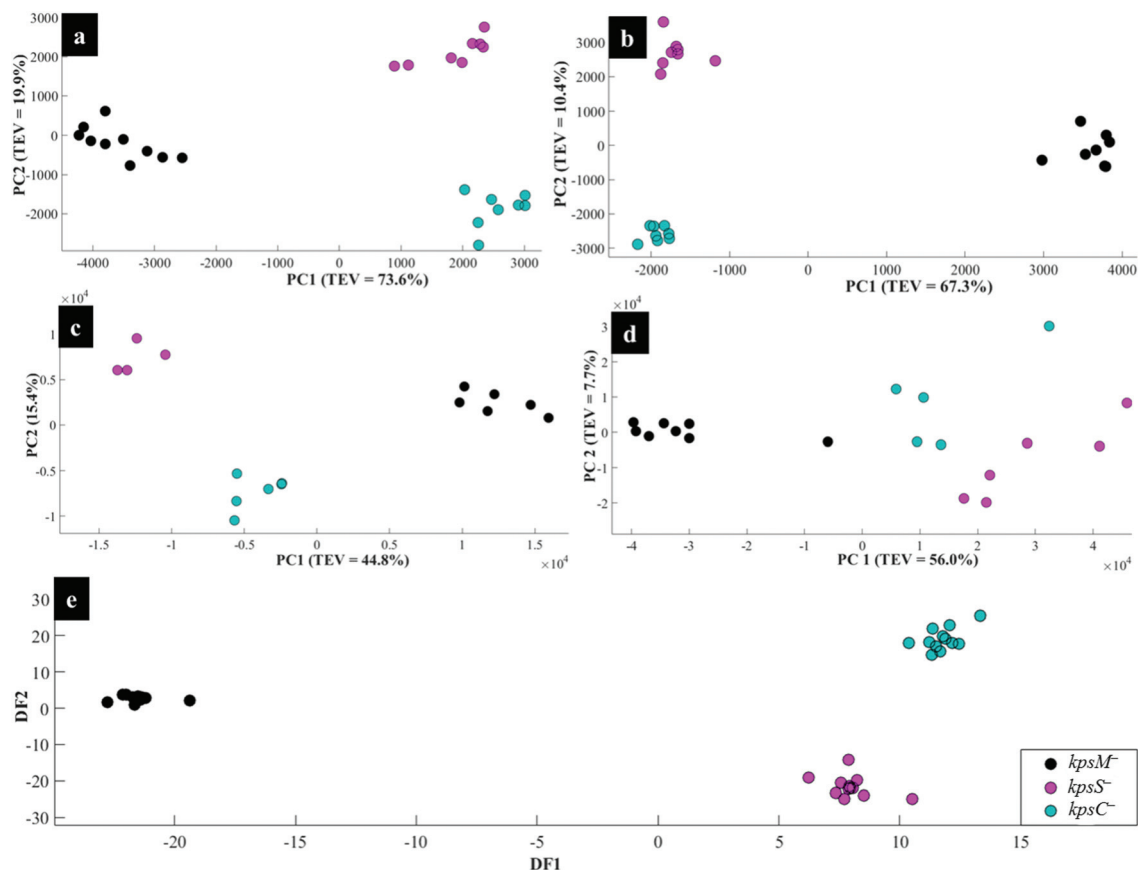 a
3000
2000
1000
0
-1000
-2000
PC2 (TEV = 19.9%)
-4000 -3000 -2000 -1000 0 1000 2000 3000
PC1 (TEV = 73.6%)
b
3000
2000
1000
0
-1000
-2000
-3000
PC2 (TEV = 10.4%)
-2000 -1000 0 1000 2000 3000 4000
PC1 (TEV = 67.3%)
×10⁴
c
1
0.5
0
-0.5
-1
PC2 (15.4%)
-1.5 -1 -0.5 0 0.5 1 1.5
PC1 (TEV = 44.8%)
×10⁴
×10⁴
d
3
2
1
0
-1
-2
PC 2 (TEV = 7.7%)
-4 -3 -2 -1 0 1 2 3 4
PC 1 (TEV = 56.0%)
×10⁴
e
30
20
10
0
-10
-20
-30
DF2
-20 -15 -10 -5 0 5 10 15
DF1
kpsM⁻
kpsS⁻
kpsC⁻